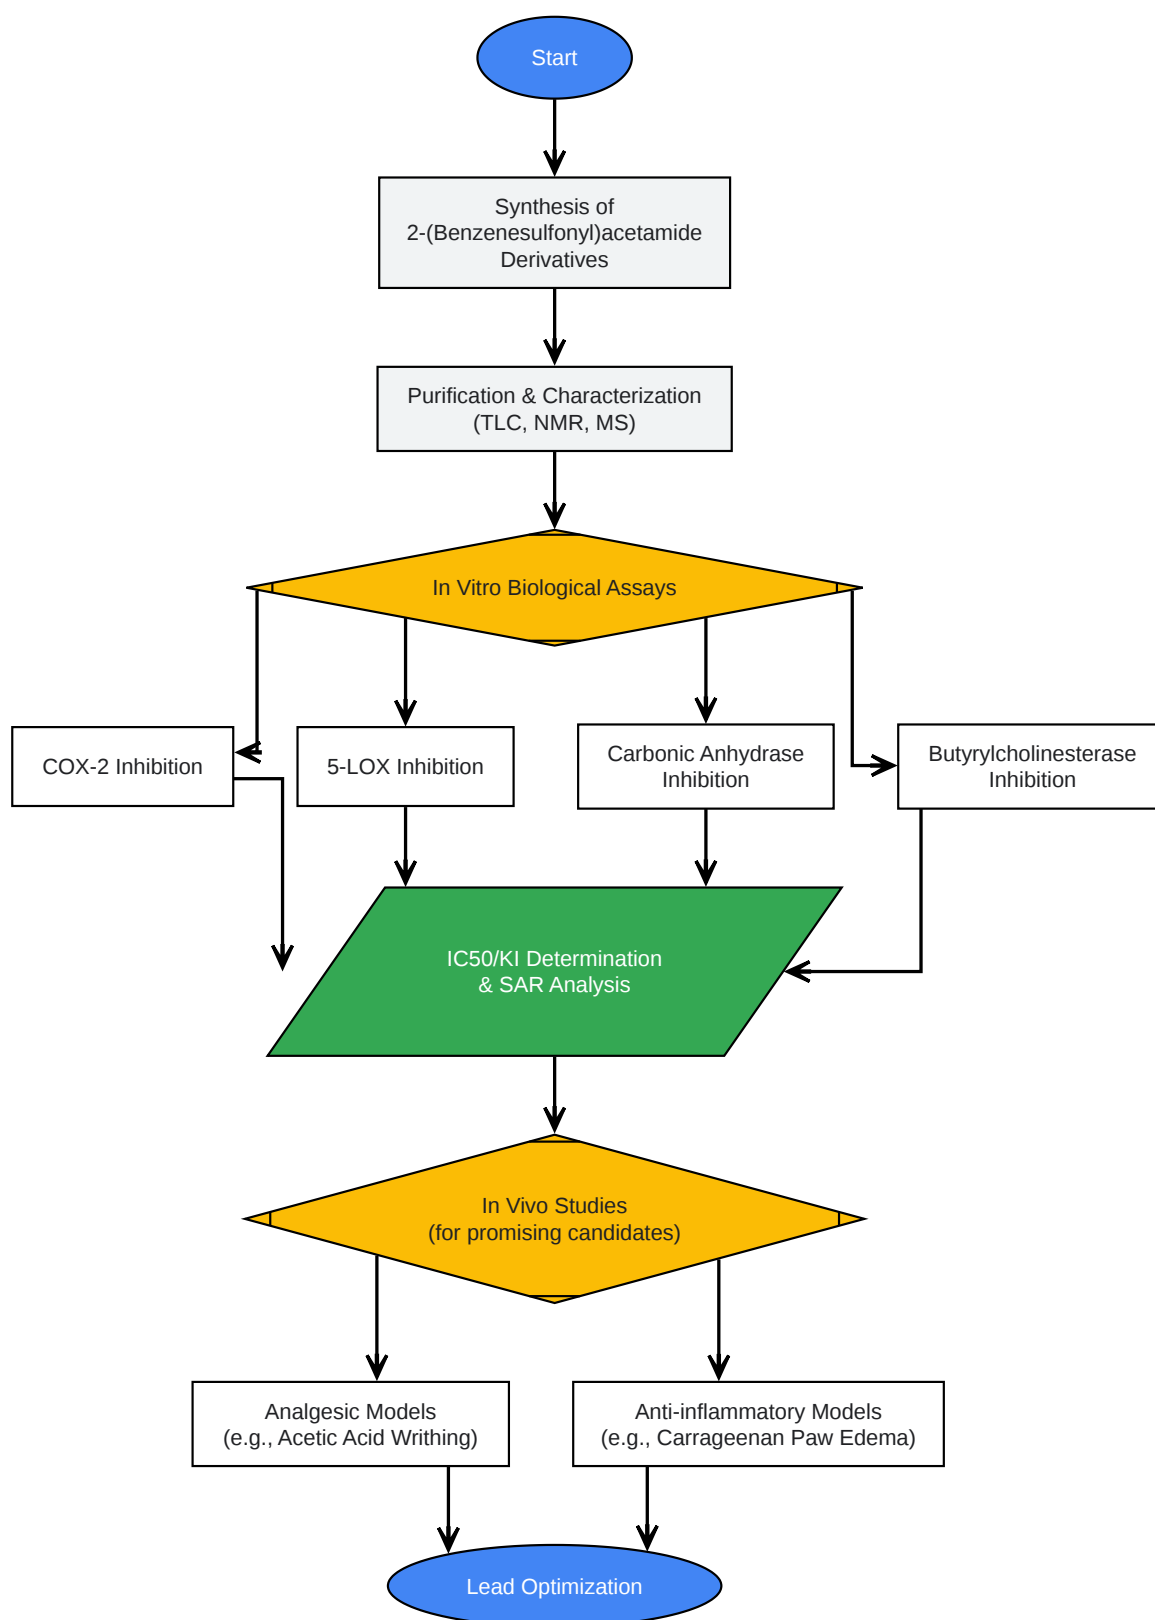 Start
Synthesis of
2-(Benzenesulfonyl)acetamide
Derivatives
Purification & Characterization
(TLC, NMR, MS)
In Vitro Biological Assays
COX-2 Inhibition
5-LOX Inhibition
Carbonic Anhydrase
Inhibition
Butyrylcholinesterase
Inhibition
IC50/KI Determination
& SAR Analysis
In Vivo Studies
(for promising candidates)
Analgesic Models
(e.g., Acetic Acid Writhing)
Anti-inflammatory Models
(e.g., Carrageenan Paw Edema)
Lead Optimization